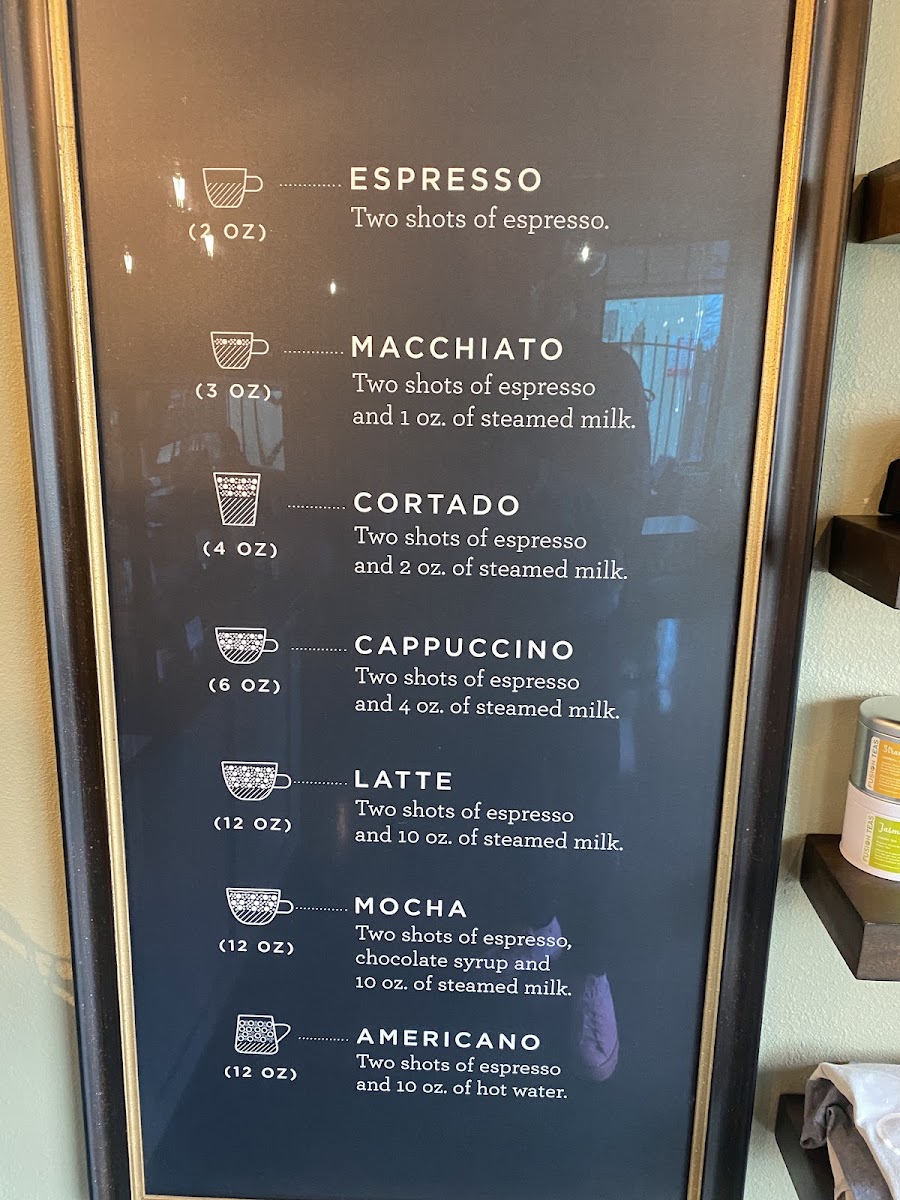 ESPRESSO
(2 OZ)
Two shots of espresso.
MACCHIATO
(3 OZ)
Two shots of espresso
and 1 oz. of steamed milk.
CORTADO
(4 OZ)
Two shots of espresso
and 2 oz. of steamed milk.
CAPPUCCINO
(6 OZ)
Two shots of espresso
and 4 oz. of steamed milk.
LATTE
(12 OZ)
Two shots of espresso
and 10 oz. of steamed milk.
MOCHA
(12 OZ)
Two shots of espresso,
chocolate syrup and
10 oz. of steamed milk.
AMERICANO
(12 OZ)
Two shots of espresso
and 10 oz. of hot water.
FUSION TEAS
FUSION TEAS